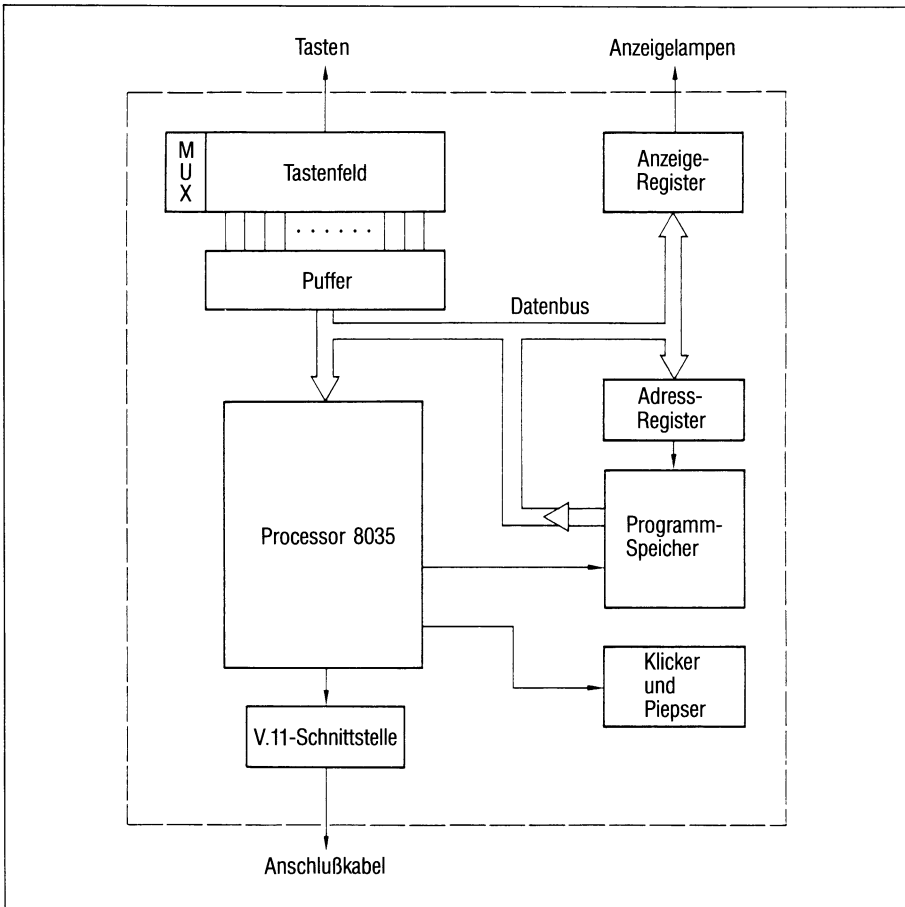 Tasten
Anzeigelampen
M
U
X
Tastenfeld
Anzeige-
Register
Puffer
Datenbus
Adress-
Register
Processor 8035
Programm-
Speicher
Klicker
und
Piepser
V.11-Schnittstelle
Anschlußkabel